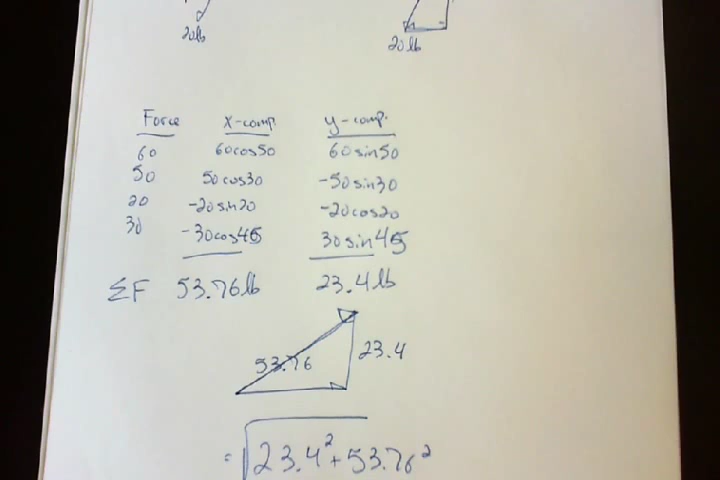 20lb 20lb
Force x-comp. y-comp.
60 60cos50 60sin50
50 50cos30 -50sin30
20 -20sin20 -20cos20
30 -30cos45 30sin45
ΣF 53.76lb 23.4lb
53.76 23.4
= √23.4² + 53.76²